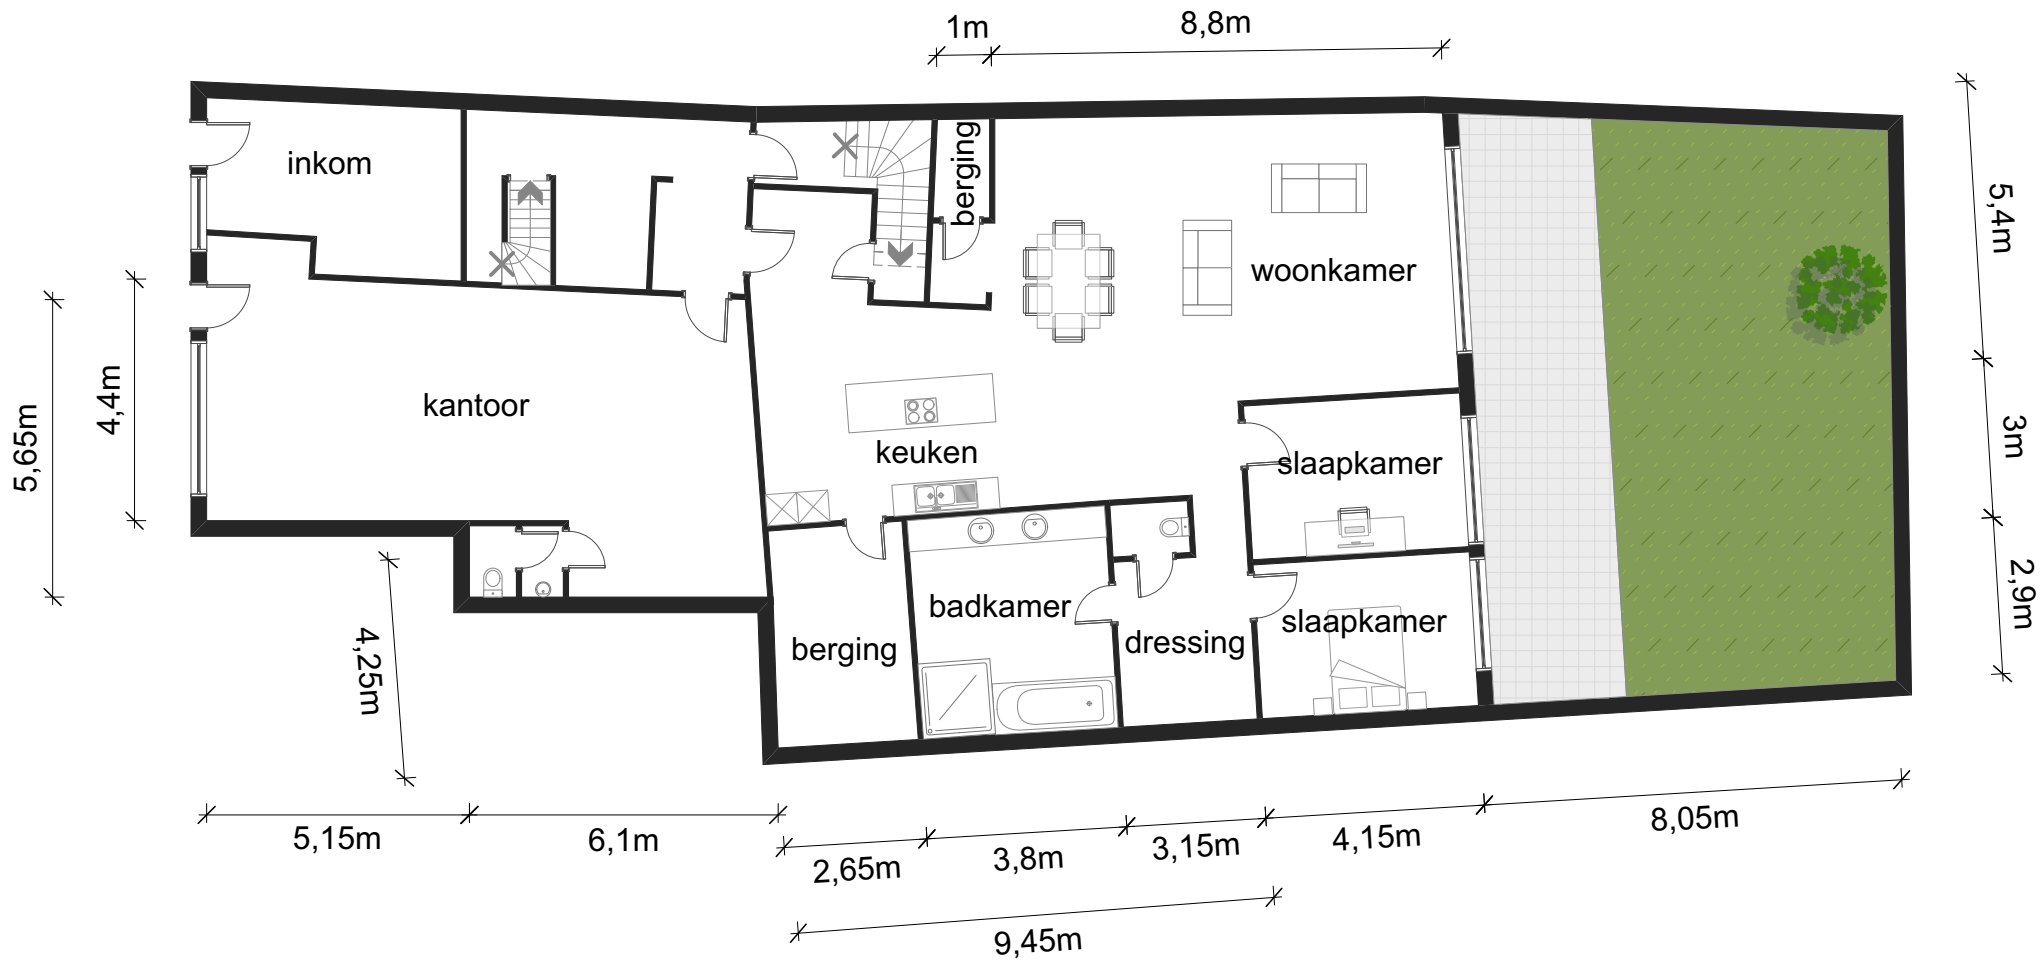 1m
8,8m
inkom
berging
woonkamer
5,4m
kantoor
4,4m
5,65m
keuken
slaapkamer
3m
badkamer
dressing
slaapkamer
2,9m
berging
4,25m
5,15m
6,1m
2,65m
3,8m
3,15m
4,15m
8,05m
9,45m